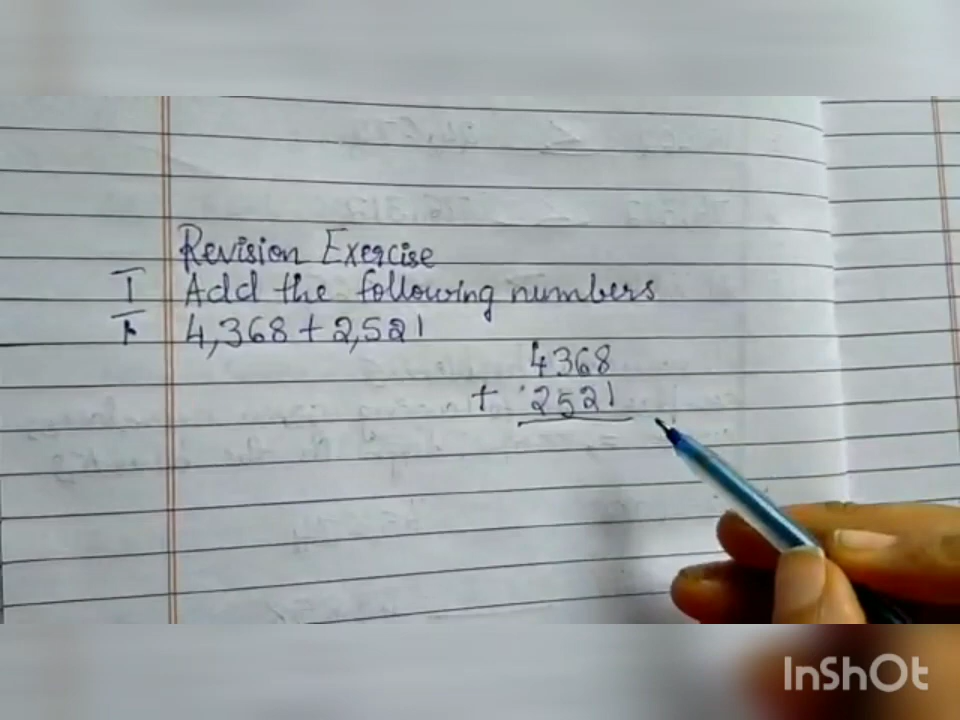 Revision Exercise
I Add the following numbers
1. 4,368 + 2,521
4368
+ 2521
InShOt